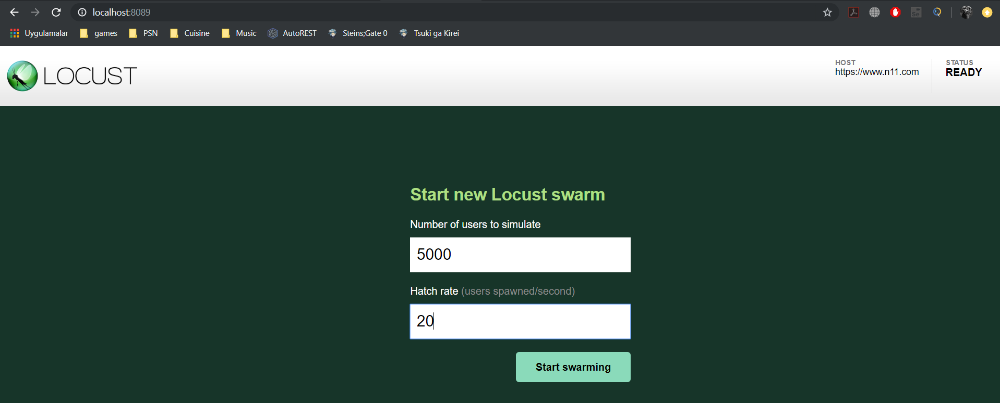 localhost:8089
Uygulamalar games PSN Cuisine Music AutoREST Steins;Gate 0 Tsuki ga Kirei
LOCUST
HOST
https://www.n11.com
STATUS
READY
Start new Locust swarm
Number of users to simulate
5000
Hatch rate (users spawned/second)
20
Start swarming